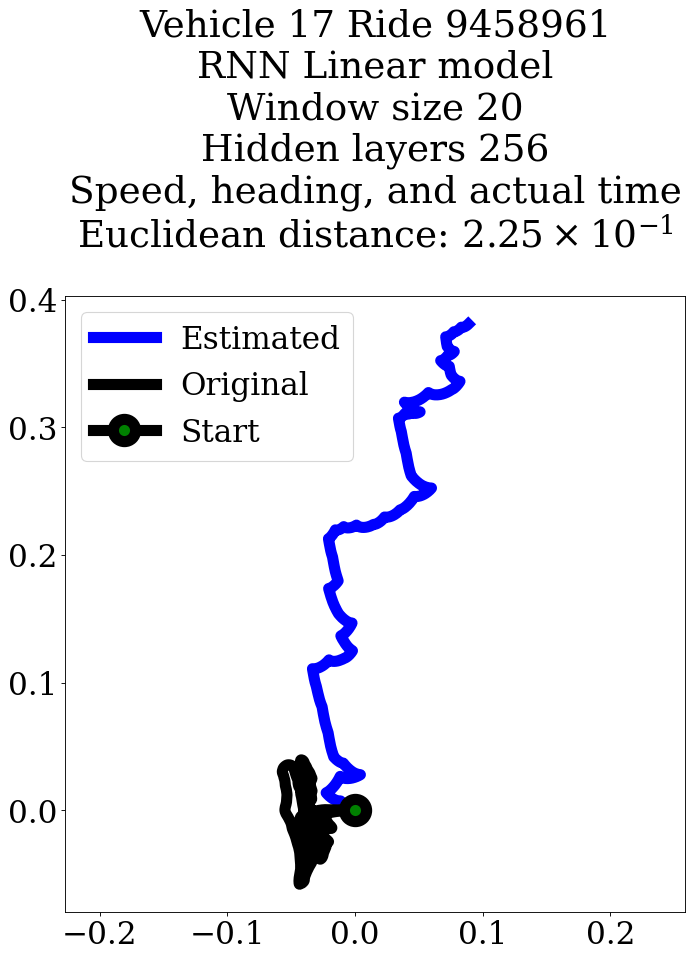 Vehicle 17 Ride 9458961
RNN Linear model
Window size 20
Hidden layers 256
Speed, heading, and actual time
Euclidean distance: 2.25 × 10⁻¹
Estimated
Original
Start
0.4
0.3
0.2
0.1
0.0
−0.2 −0.1 0.0 0.1 0.2